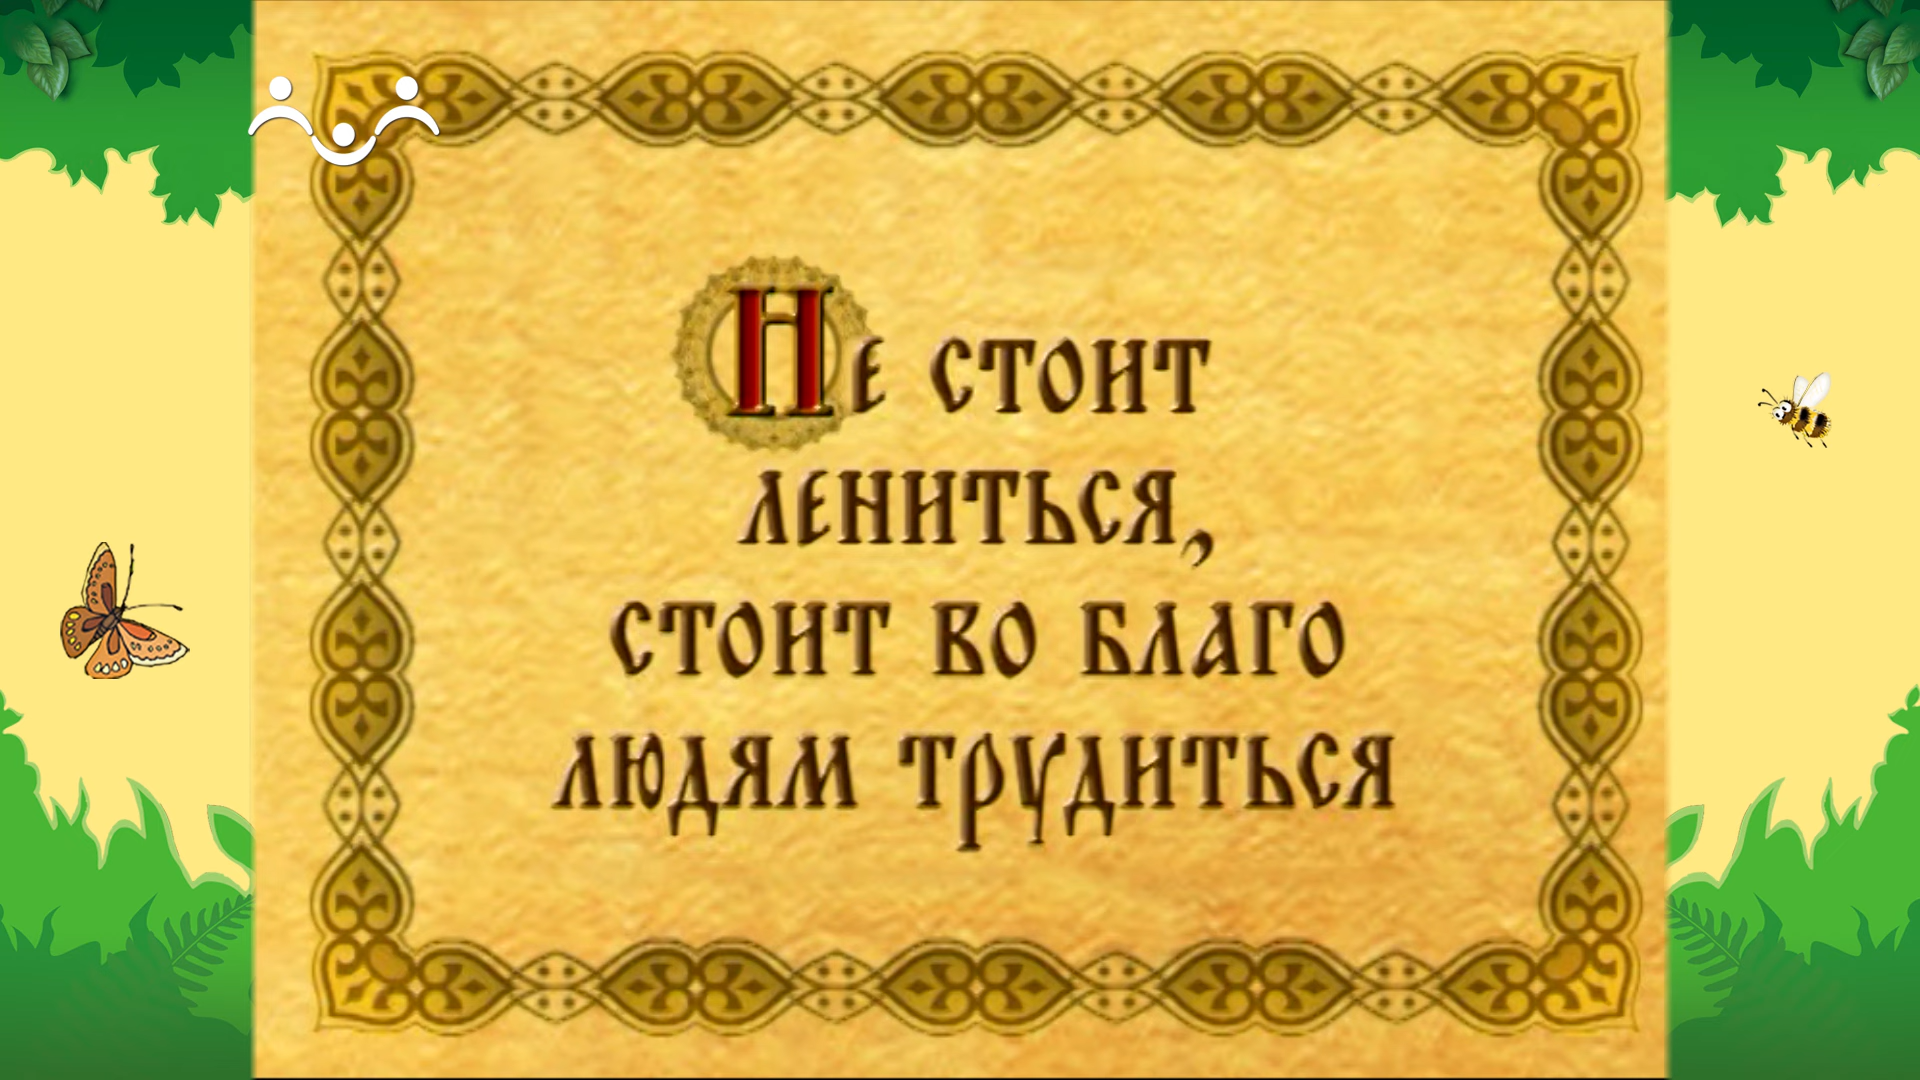 Не стоит
лениться,
стоит во благо
людям трудиться